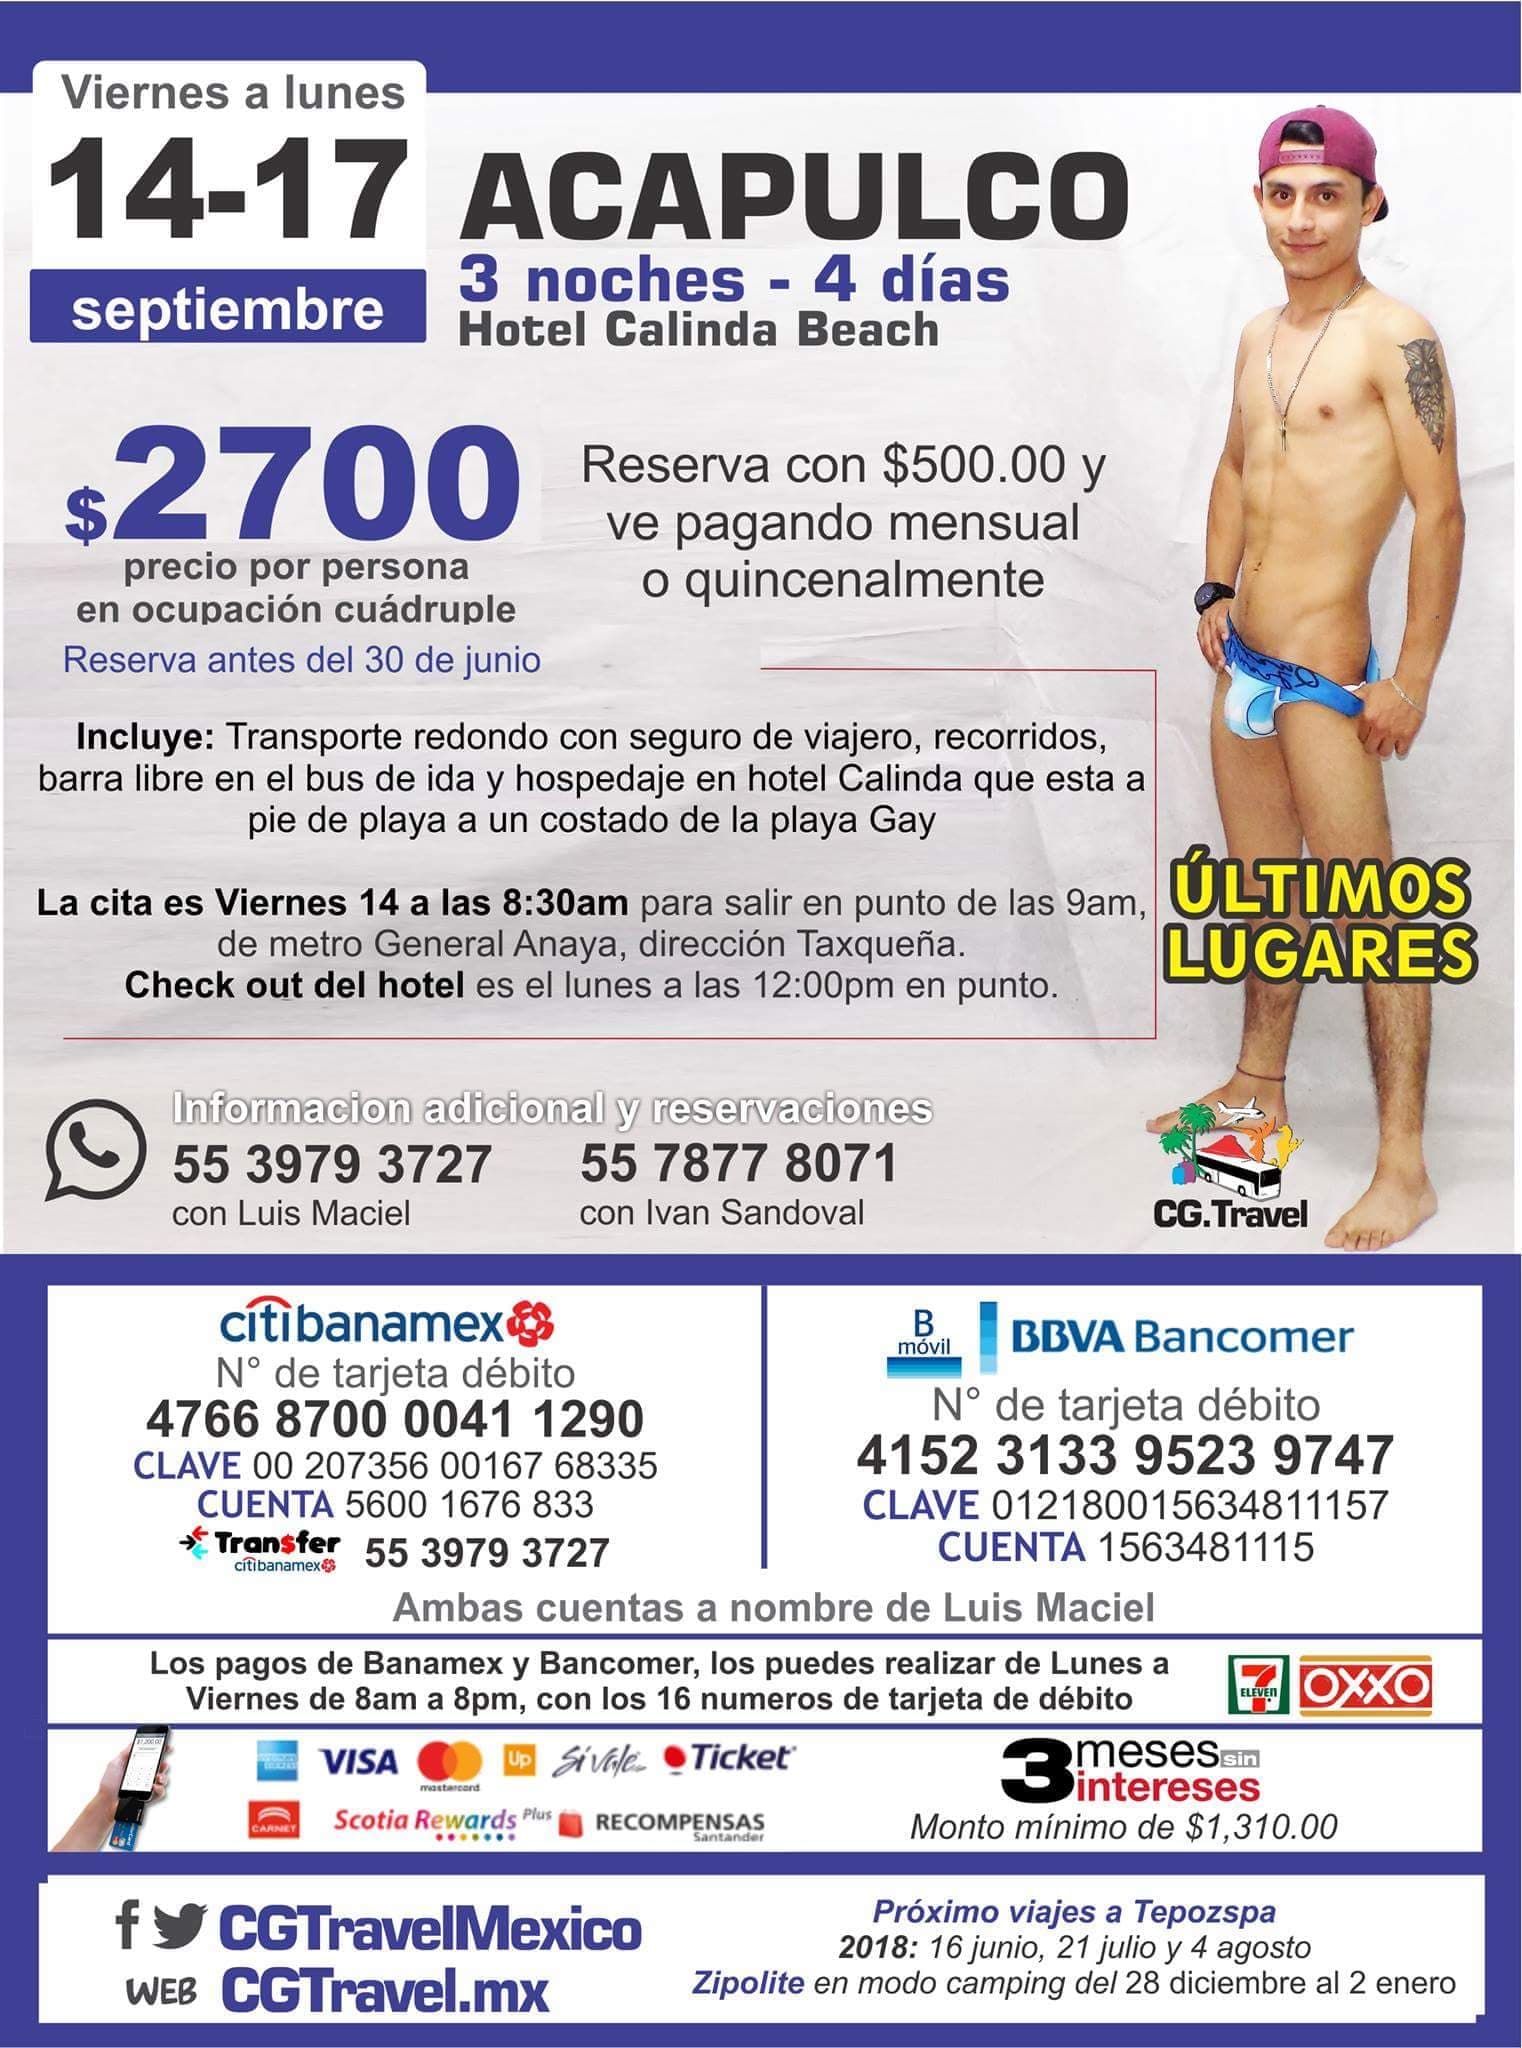 Viernes a lunes
14-17
septiembre
ACAPULCO
3 noches - 4 días
Hotel Calinda Beach
$2700
precio por persona
en ocupación cuádruple
Reserva antes del 30 de junio
Reserva con $500.00 y
ve pagando mensual
o quincenalmente
Incluye: Transporte redondo con seguro de viajero, recorridos,
barra libre en el bus de ida y hospedaje en hotel Calinda que esta a
pie de playa a un costado de la playa Gay
La cita es Viernes 14 a las 8:30am para salir en punto de las 9am,
de metro General Anaya, dirección Taxqueña.
Check out del hotel es el lunes a las 12:00pm en punto.
ÚLTIMOS
LUGARES
Informacion adicional y reservaciones
55 3979 3727
con Luis Maciel
55 7877 8071
con Ivan Sandoval
CG.Travel
citibanamex
N° de tarjeta débito
4766 8700 0041 1290
CLAVE 00 207356 00167 68335
CUENTA 5600 1676 833
Transfer
citibanamex
55 3979 3727
B
móvil
BBVA Bancomer
N° de tarjeta débito
4152 3133 9523 9747
CLAVE 012180015634811157
CUENTA 1563481115
Ambas cuentas a nombre de Luis Maciel
Los pagos de Banamex y Bancomer, los puedes realizar de Lunes a
Viernes de 8am a 8pm, con los 16 numeros de tarjeta de débito
7 ELEVEn
OXXO
$1,200.00
VISA
mastercard
Up
Sí Vale
Ticket
CARNET
Scotia Rewards Plus
RECOMPENSAS
Santander
3 meses sin
intereses
Monto mínimo de $1,310.00
CGTravelMexico
WEB CGTravel.mx
Próximo viajes a Tepozspa
2018: 16 junio, 21 julio y 4 agosto
Zipolite en modo camping del 28 diciembre al 2 enero